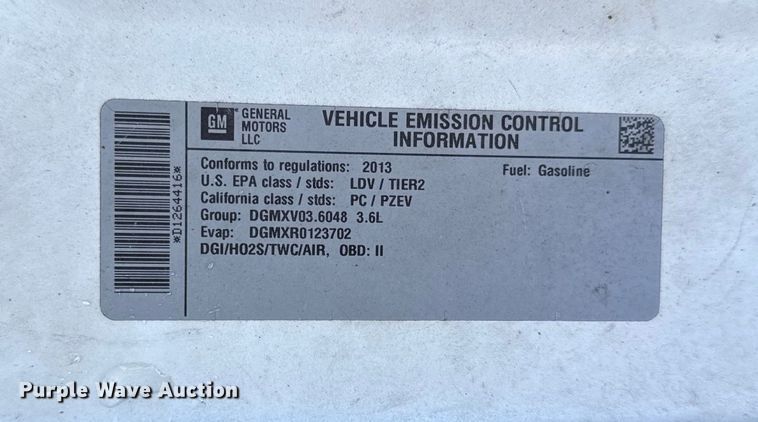 *D1264416*
GM
GENERAL
MOTORS
LLC
VEHICLE EMISSION CONTROL
INFORMATION
Conforms to regulations: 2013
Fuel: Gasoline
U.S. EPA class / stds: LDV / TIER2
California class / stds: PC / PZEV
Group: DGMXV03.6048 3.6L
Evap: DGMXR0123702
DGI/HO2S/TWC/AIR, OBD: II
Purple Wave Auction